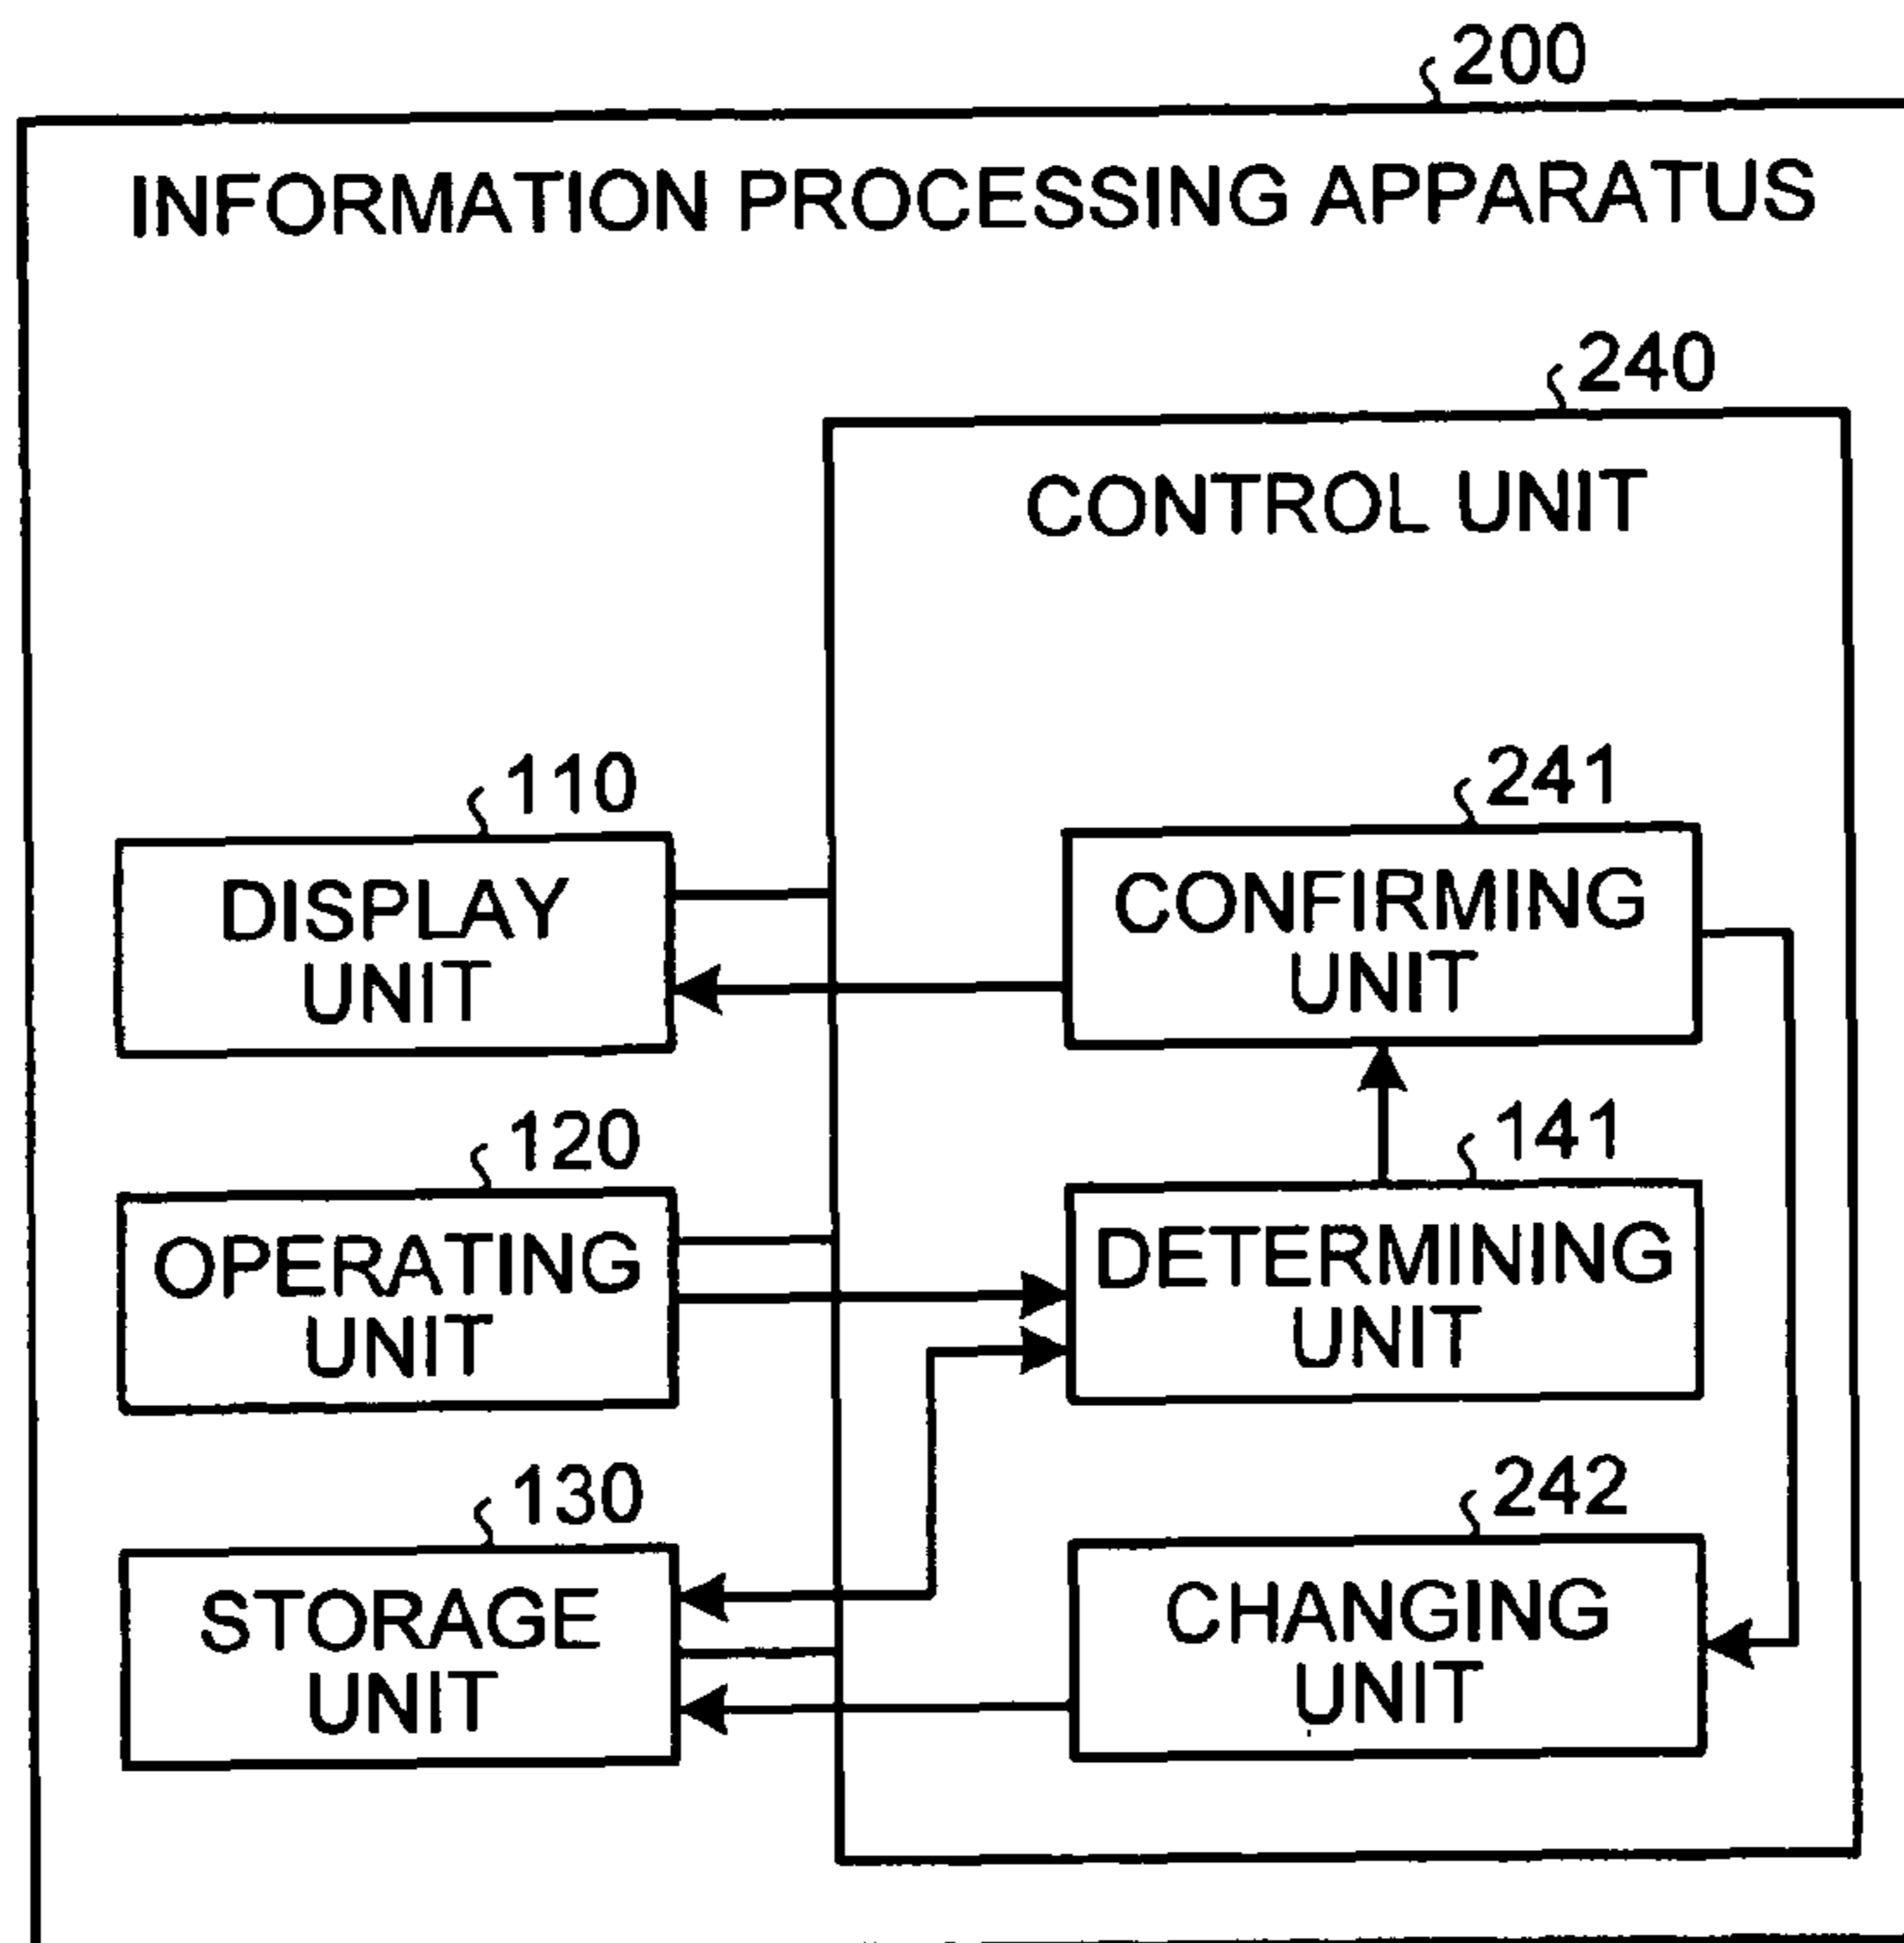 200
INFORMATION PROCESSING APPARATUS
240
CONTROL UNIT
110
DISPLAY
UNIT
241
CONFIRMING
UNIT
120
OPERATING
UNIT
141
DETERMINING
UNIT
130
STORAGE
UNIT
242
CHANGING
UNIT